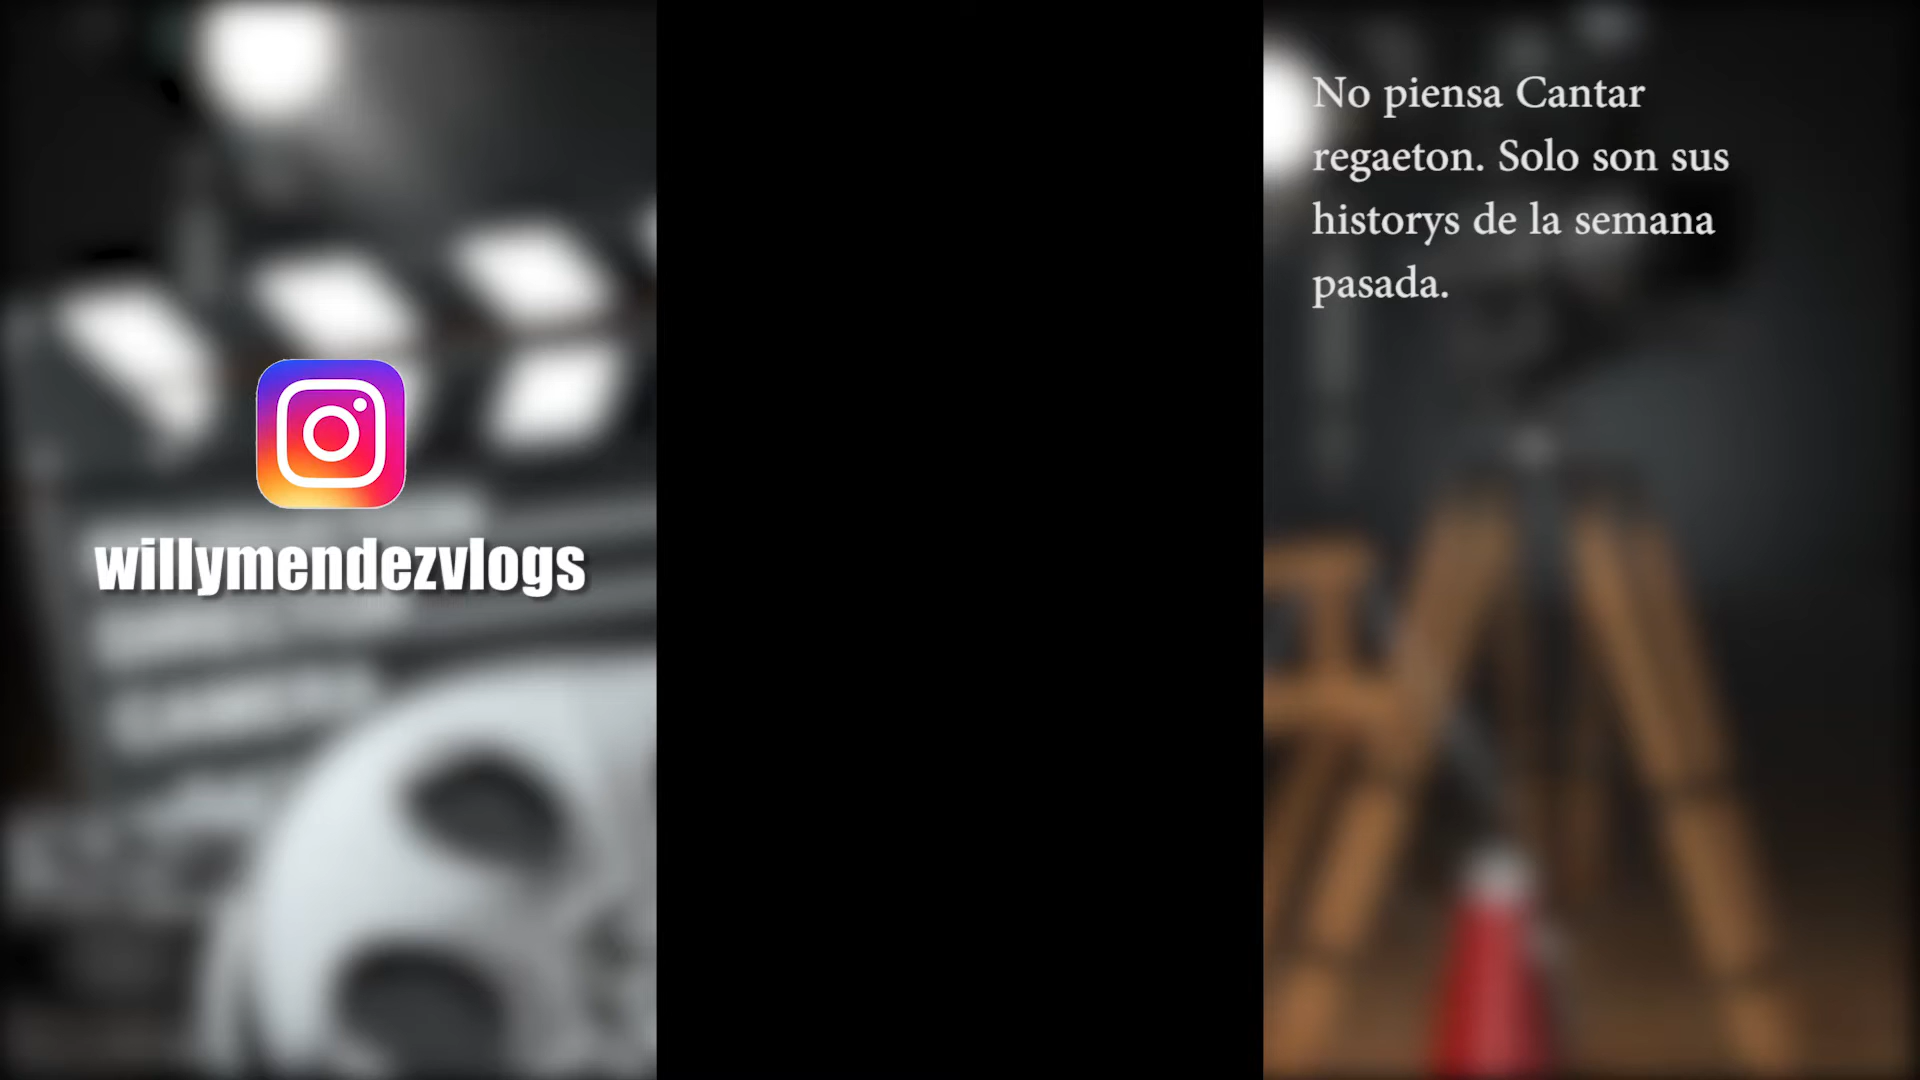 willymendezvlogs
No piensa Cantar
regaeton. Solo son sus
historys de la semana
pasada.